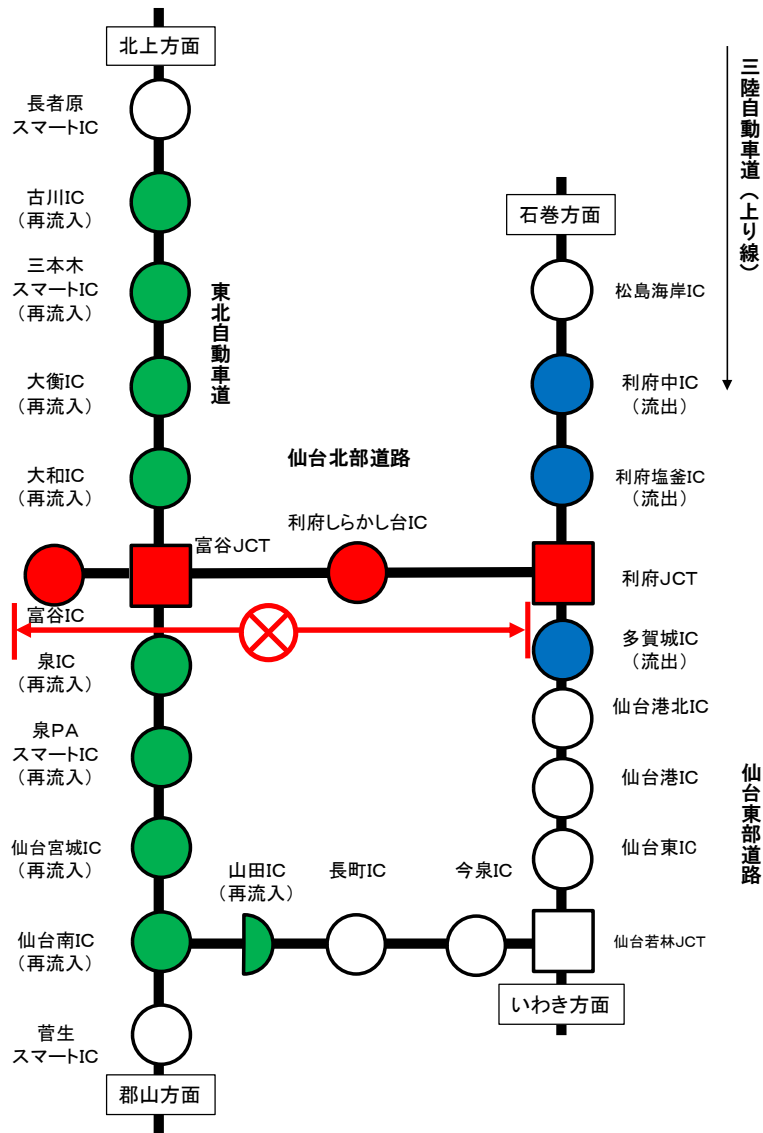 北上方面
長者原
スマートIC
古川IC
(再流入)
三本木
スマートIC
(再流入)
大衡IC
(再流入)
大和IC
(再流入)
東北自動車道
三陸自動車道(上り線)
石巻方面
松島海岸IC
利府中IC
(流出)
利府塩釜IC
(流出)
仙台北部道路
利府しらかし台IC
富谷JCT
利府JCT
富谷IC
多賀城IC
(流出)
泉IC
(再流入)
仙台港北IC
泉PA
スマートIC
(再流入)
仙台港IC
仙台東部道路
仙台宮城IC
(再流入)
仙台東IC
山田IC
(再流入)
長町IC
今泉IC
仙台南IC
(再流入)
仙台若林JCT
いわき方面
菅生
スマートIC
郡山方面